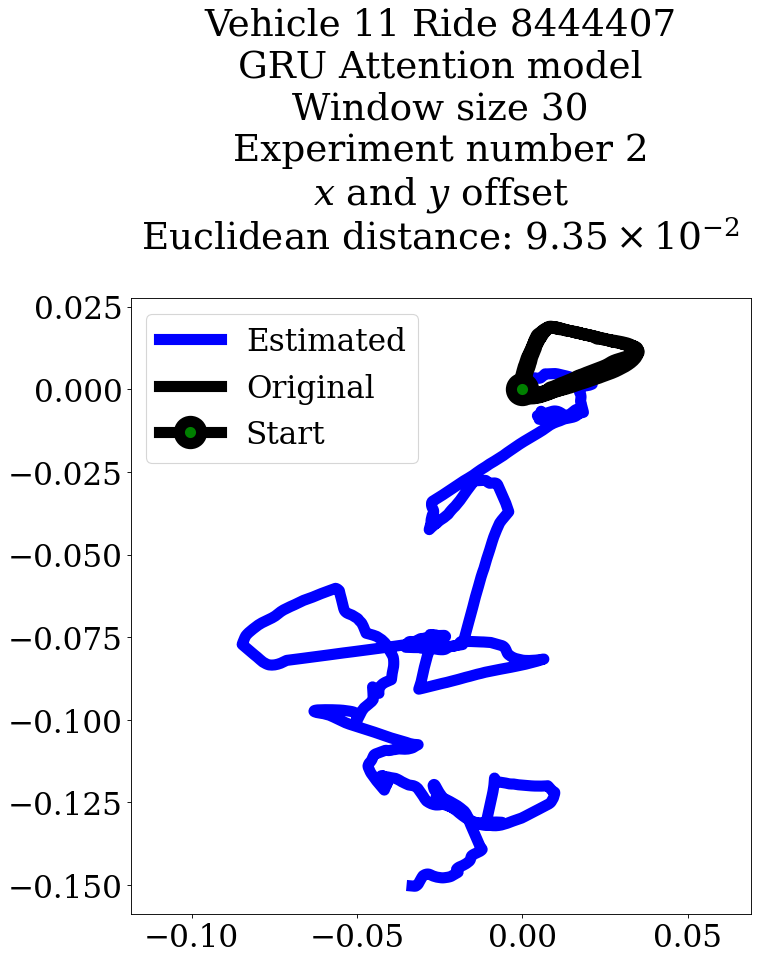 Vehicle 11 Ride 8444407
GRU Attention model
Window size 30
Experiment number 2
x and y offset
Euclidean distance: 9.35 × 10⁻²
0.025
0.000
−0.025
−0.050
−0.075
−0.100
−0.125
−0.150
Estimated
Original
Start
−0.10
−0.05
0.00
0.05